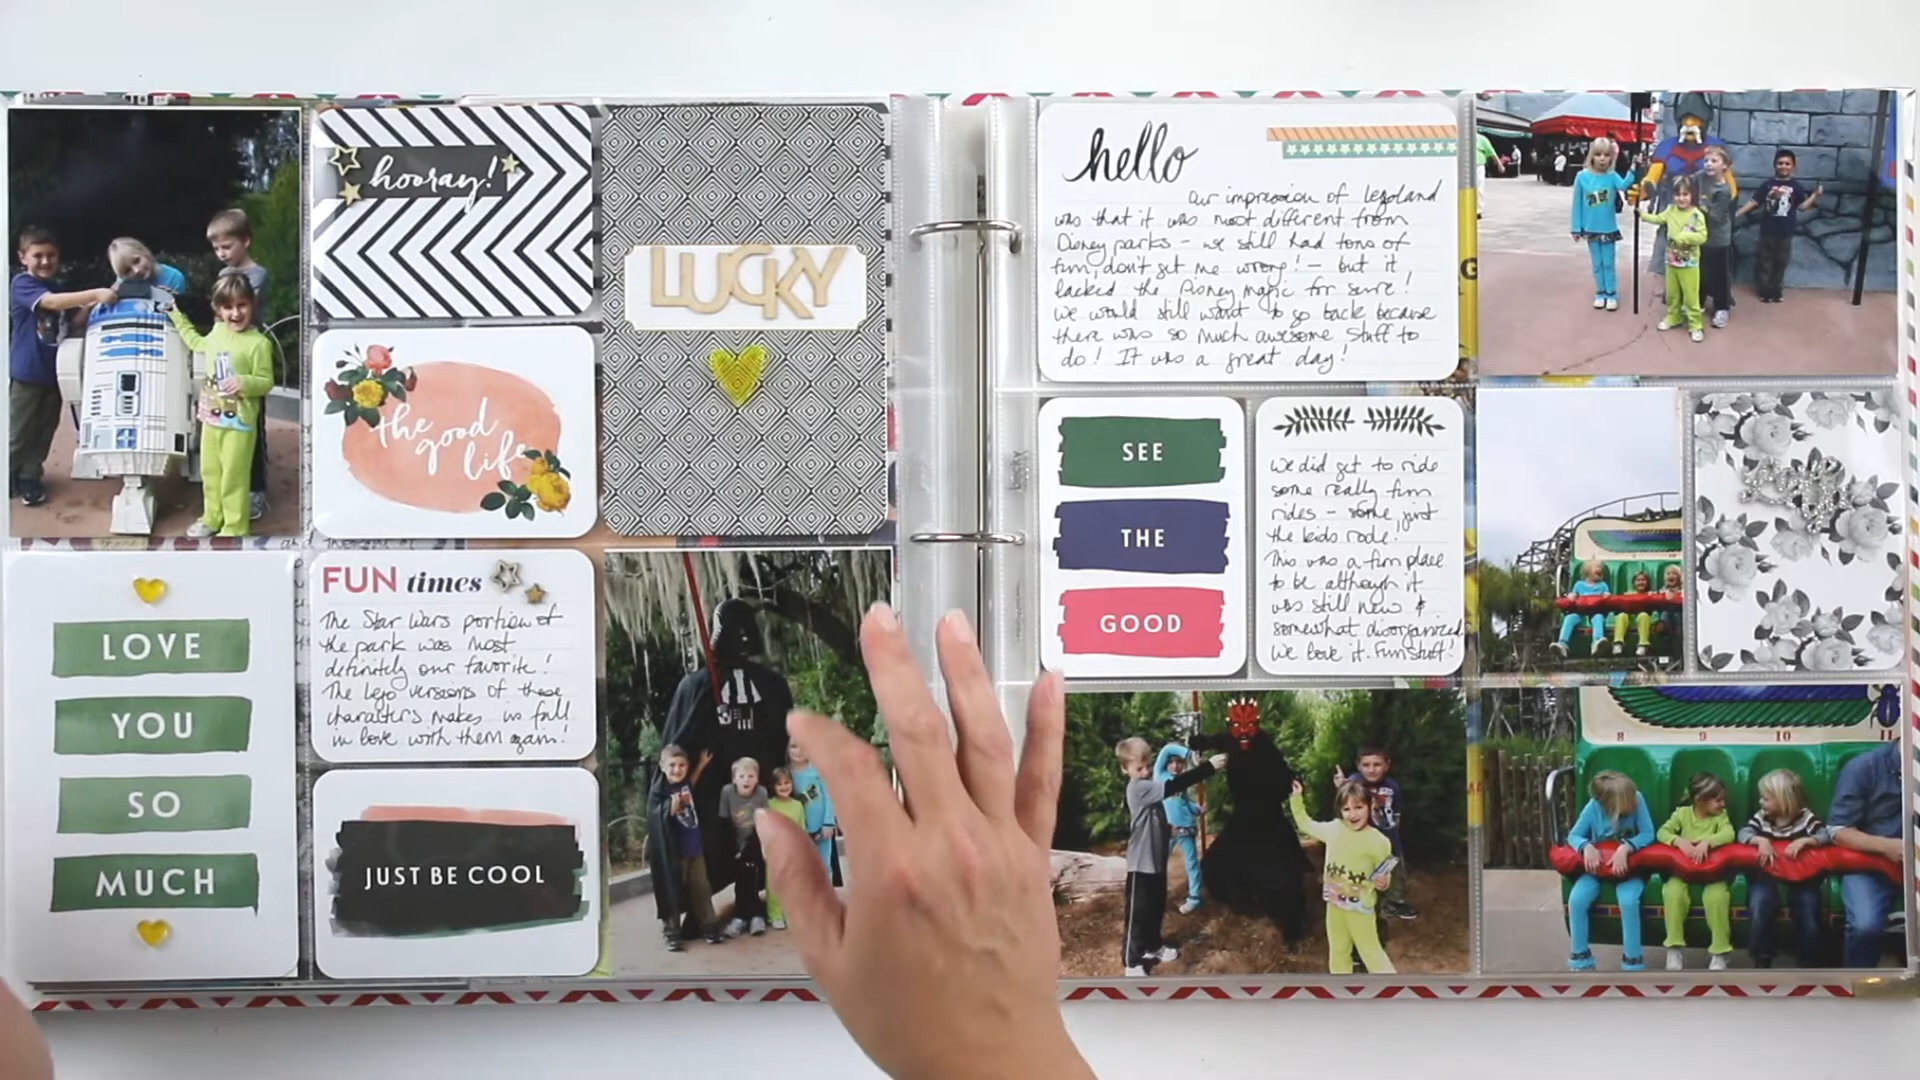 hooray!
LUCKY
the
good
life
LOVE
YOU
SO
MUCH
FUN times
The Star Wars portion of
the park was most
definitely our favorite!
The Lego versions of these
characters makes us fall
in love with them again!
JUST BE COOL
hello
Our impression of Legoland
was that it was most different from
Disney parks - we still had tons of
fun, don't get me wrong! - but it
lacked the Disney magic for sure!
We would still want to go back because
there was so much awesome stuff to
do! It was a great day!
SEE
THE
GOOD
We did get to ride
some really fun
rides - some just
the kids rode!
This was a fun place
to be although it
was still new &
somewhat disorganized.
We love it. Fun stuff!
8 9 10 11